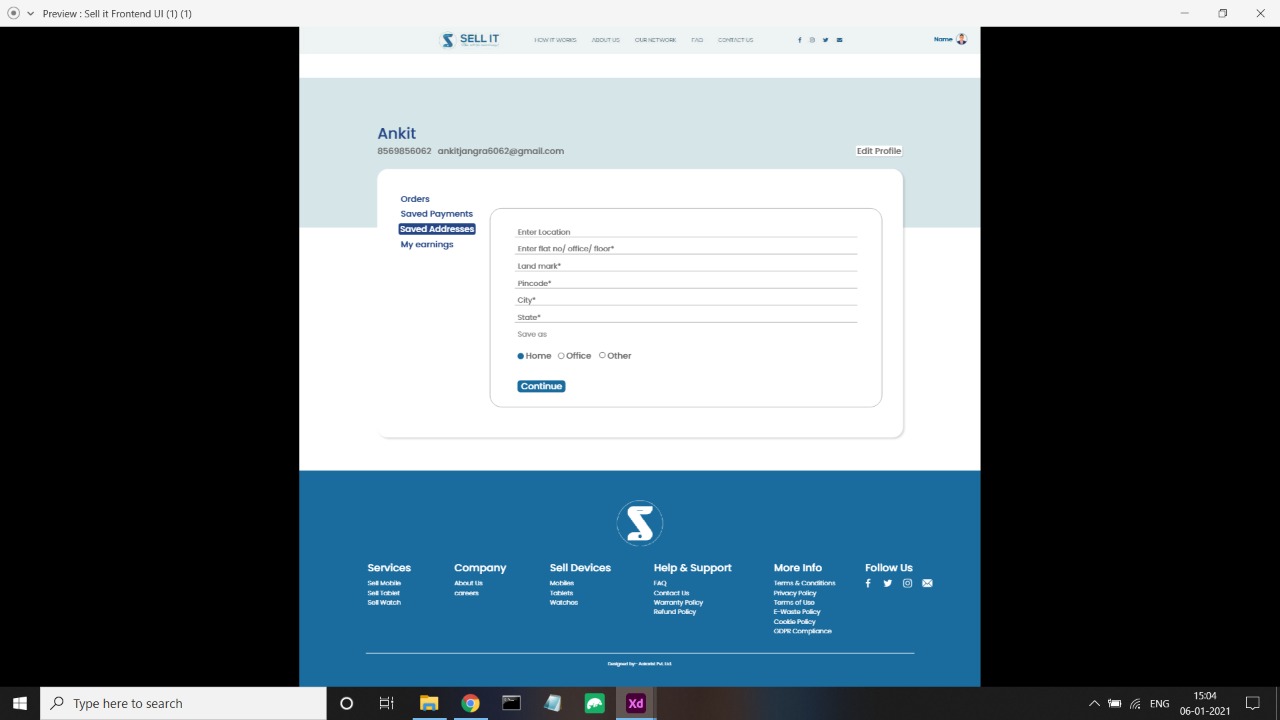 Preview : Sell it Frontend UI (1) (1)
SELL IT
HOW IT WORKS ABOUT US OUR NETWORK FAQ CONTACT US
Name
Ankit
8569856062 ankitjangra6062@gmail.com
Edit Profile
Orders
Saved Payments
Saved Addresses
My earnings
Enter Location
Enter flat no/ office/ floor*
Land mark*
Pincode*
City*
State*
Save as
Home Office Other
Continue
Services
Sell Mobile
Sell Tablet
Sell Watch
Company
About Us
careers
Sell Devices
Mobiles
Tablets
Watches
Help & Support
FAQ
Contact Us
Warranty Policy
Refund Policy
More Info
Terms & Conditions
Privacy Policy
Terms of Use
E-Waste Policy
Cookie Policy
GDPR Compliance
Follow Us
Designed by- Pvt. Ltd.
Type here to search
Xd
ENG
15:04
06-01-2021